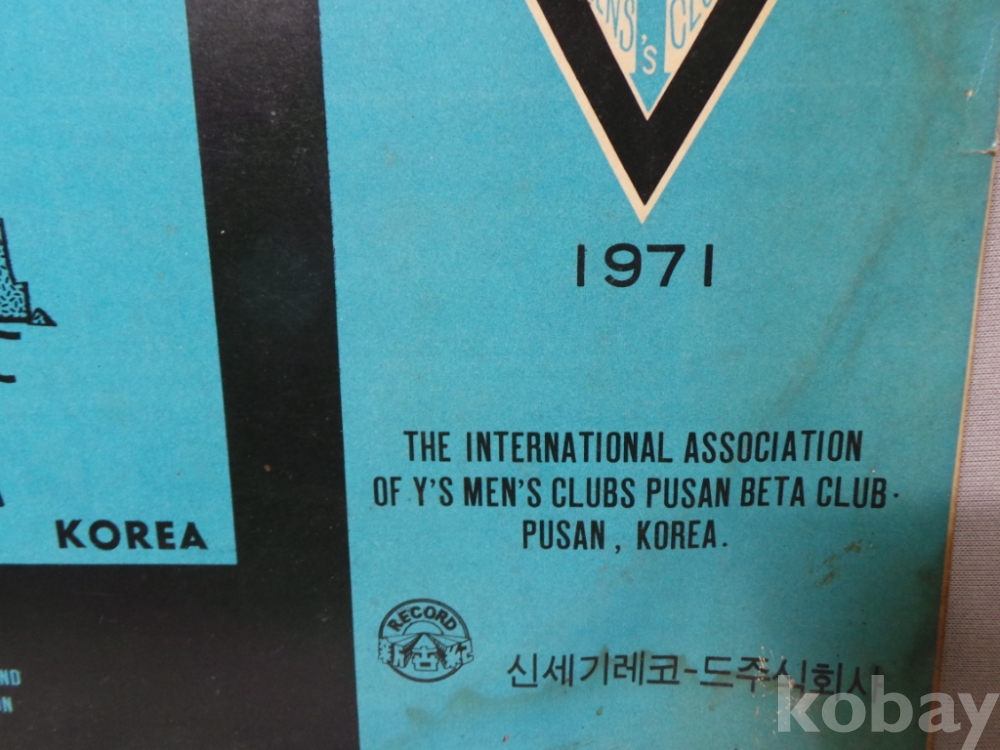 'S
1971
THE INTERNATIONAL ASSOCIATION
OF Y'S MEN'S CLUBS PUSAN BETA CLUB·
PUSAN , KOREA.
KOREA
RECORD
신세기레코-드주식회사
kobay